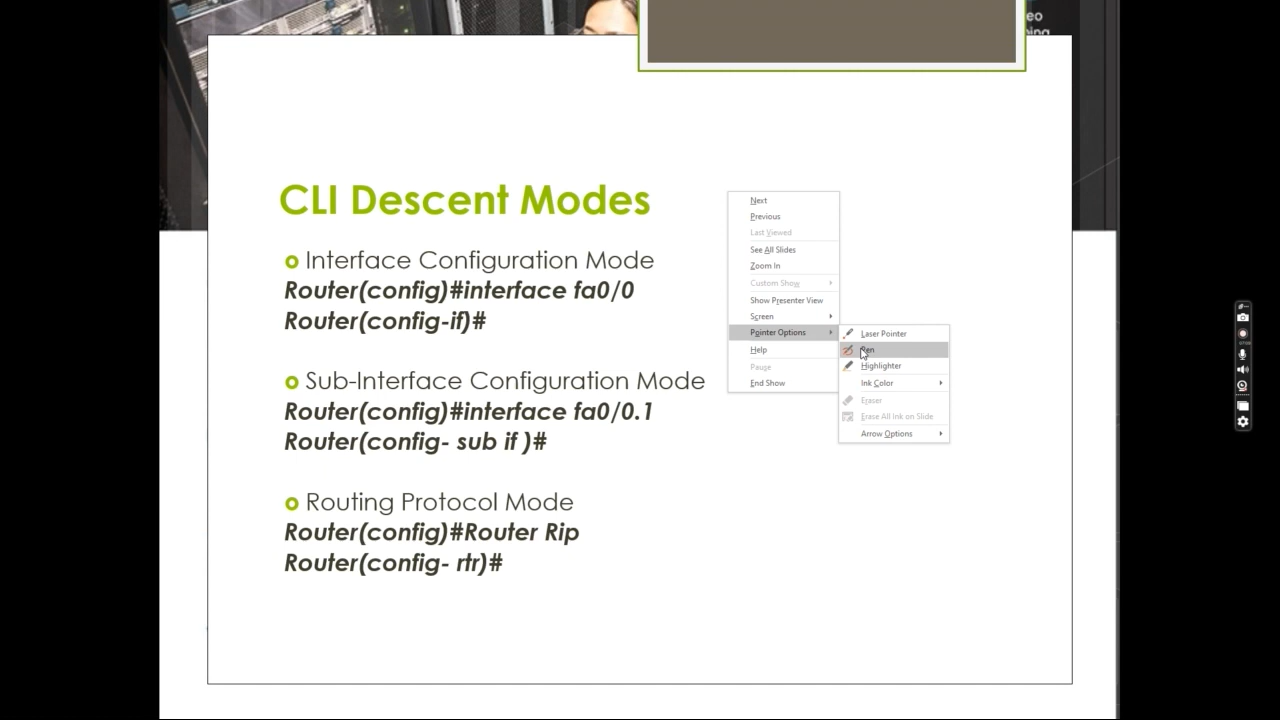 eo
ping
CLI Descent Modes
Interface Configuration Mode
Router(config)#interface fa0/0
Router(config-if)#
Sub-Interface Configuration Mode
Router(config)#interface fa0/0.1
Router(config- sub if )#
Routing Protocol Mode
Router(config)#Router Rip
Router(config- rtr)#
Next
Previous
Last Viewed
See All Slides
Zoom In
Custom Show
Show Presenter View
Screen
Pointer Options
Help
Pause
End Show
Laser Pointer
Pen
Highlighter
Ink Color
Eraser
Erase All Ink on Slide
Arrow Options